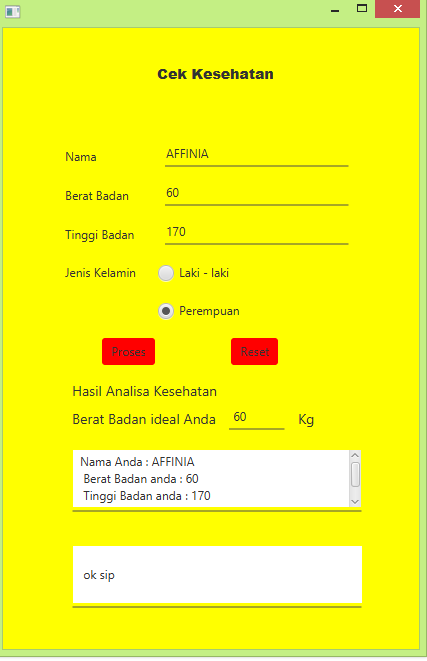 Cek Kesehatan
Nama AFFINIA
Berat Badan 60
Tinggi Badan 170
Jenis Kelamin Laki - laki
Perempuan
Proses Reset
Hasil Analisa Kesehatan
Berat Badan ideal Anda 60 Kg
Nama Anda : AFFINIA
Berat Badan anda : 60
Tinggi Badan anda : 170
ok sip